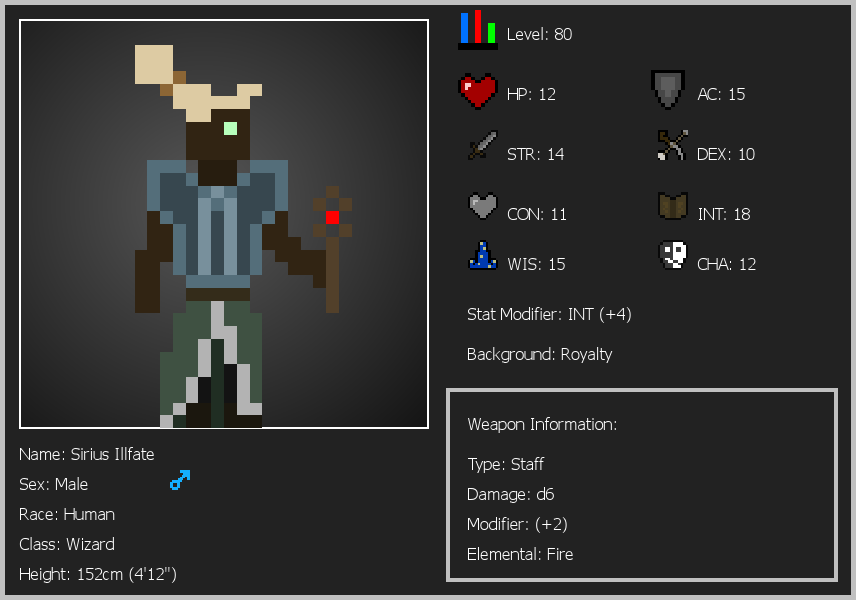 Level: 80
HP: 12
AC: 15
STR: 14
DEX: 10
CON: 11
INT: 18
WIS: 15
CHA: 12
Stat Modifier: INT (+4)
Background: Royalty
Weapon Information:
Type: Staff
Damage: d6
Modifier: (+2)
Elemental: Fire
Name: Sirius Illfate
Sex: Male
Race: Human
Class: Wizard
Height: 152cm (4'12")